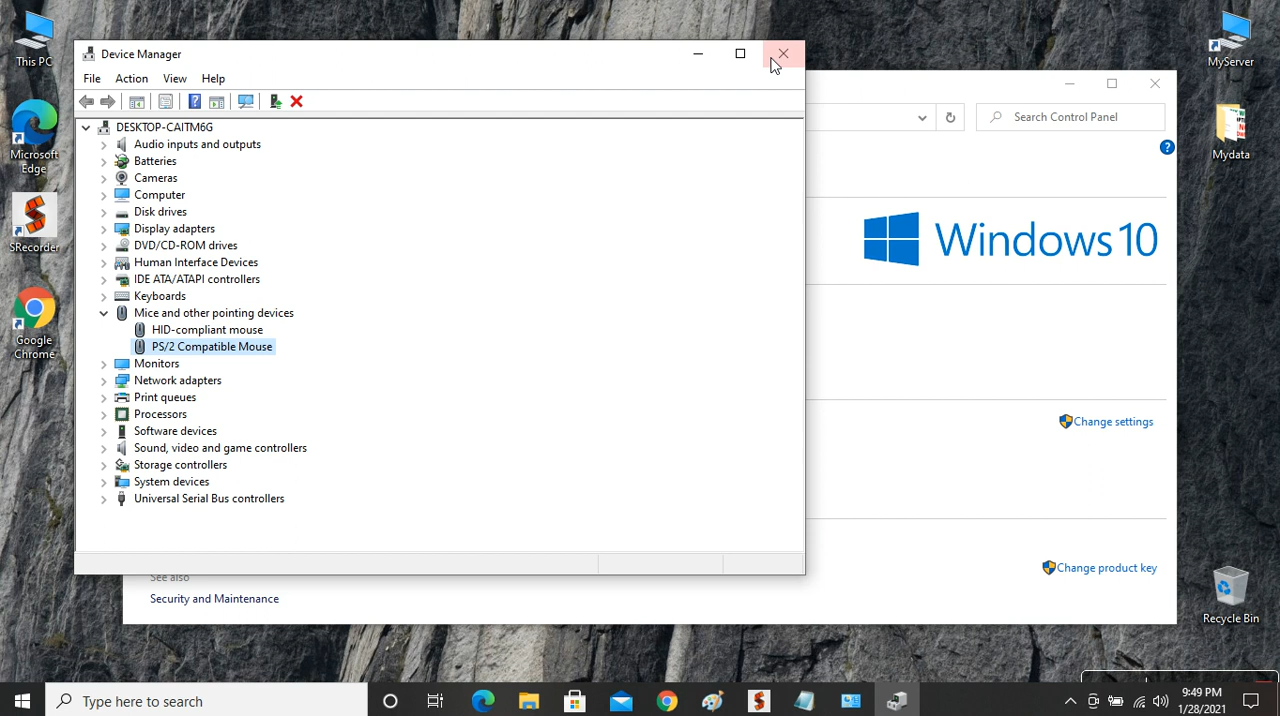 This PC
Microsoft
Edge
SRecorder
Google
Chrome
Device Manager
File Action View Help
DESKTOP-CAITM6G
Audio inputs and outputs
Batteries
Cameras
Computer
Disk drives
Display adapters
DVD/CD-ROM drives
Human Interface Devices
IDE ATA/ATAPI controllers
Keyboards
Mice and other pointing devices
HID-compliant mouse
PS/2 Compatible Mouse
Monitors
Network adapters
Print queues
Processors
Software devices
Sound, video and game controllers
Storage controllers
System devices
Universal Serial Bus controllers
Search Control Panel
Windows 10
Change settings
Change product key
See also
Security and Maintenance
MyServer
Mydata
Recycle Bin
Type here to search
9:49 PM
1/28/2021